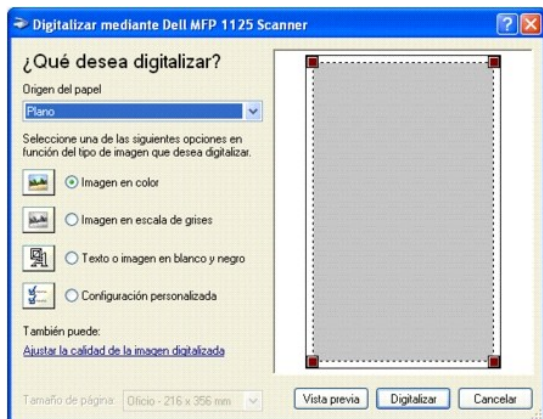 Digitalizar mediante Dell MFP 1125 Scanner
¿Qué desea digitalizar?
Origen del papel
Plano
Seleccione una de las siguientes opciones en
función del tipo de imagen que desea digitalizar.
Imagen en color
Imagen en escala de grises
Texto o imagen en blanco y negro
Configuración personalizada
También puede:
Ajustar la calidad de la imagen digitalizada
Tamaño de página: Oficio - 216 x 356 mm
Vista previa
Digitalizar
Cancelar